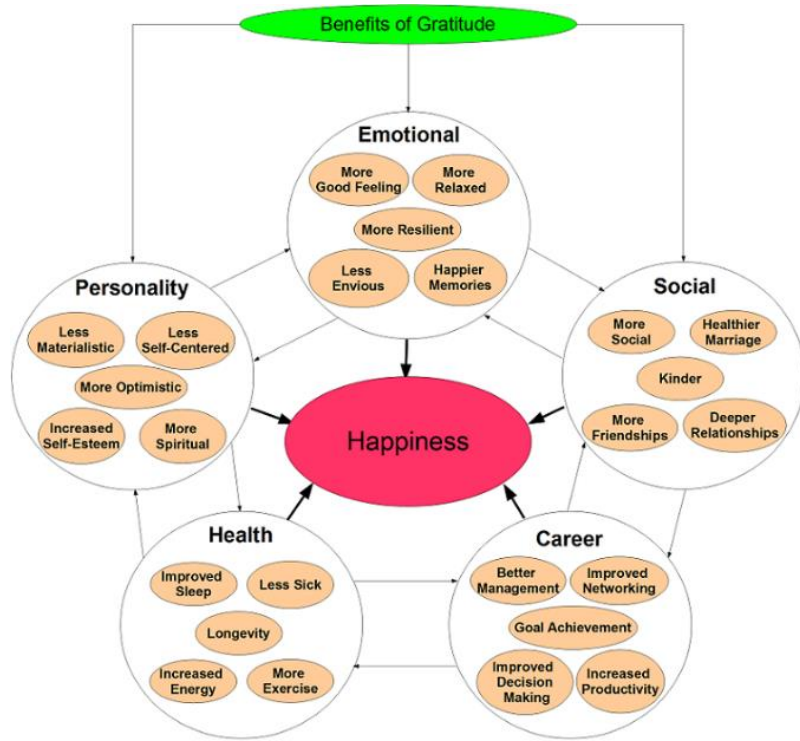 Benefits of Gratitude
Emotional
More
Good Feeling
More
Relaxed
More Resilient
Less
Envious
Happier
Memories
Personality
Less
Materialistic
Less
Self-Centered
More Optimistic
Increased
Self-Esteem
More
Spiritual
Social
More
Social
Healthier
Marriage
Kinder
More
Friendships
Deeper
Relationships
Happiness
Health
Improved
Sleep
Less Sick
Longevity
Increased
Energy
More
Exercise
Career
Better
Management
Improved
Networking
Goal Achievement
Improved
Decision
Making
Increased
Productivity